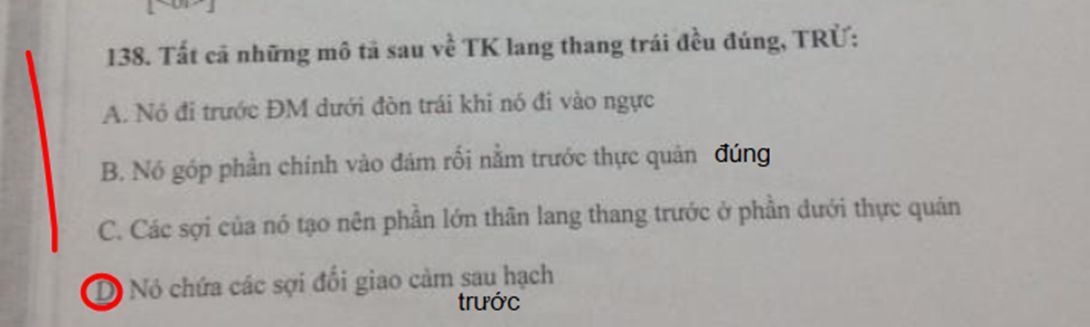 138. Tất cả những mô tả sau về TK lang thang trái đều đúng, TRỪ:
A. Nó đi trước ĐM dưới đòn trái khi nó đi vào ngực
B. Nó góp phần chính vào đám rối nằm trước thực quản đúng
C. Các sợi của nó tạo nên phần lớn thân lang thang trước ở phần dưới thực quản
D Nó chứa các sợi đối giao cảm sau hạch
trước